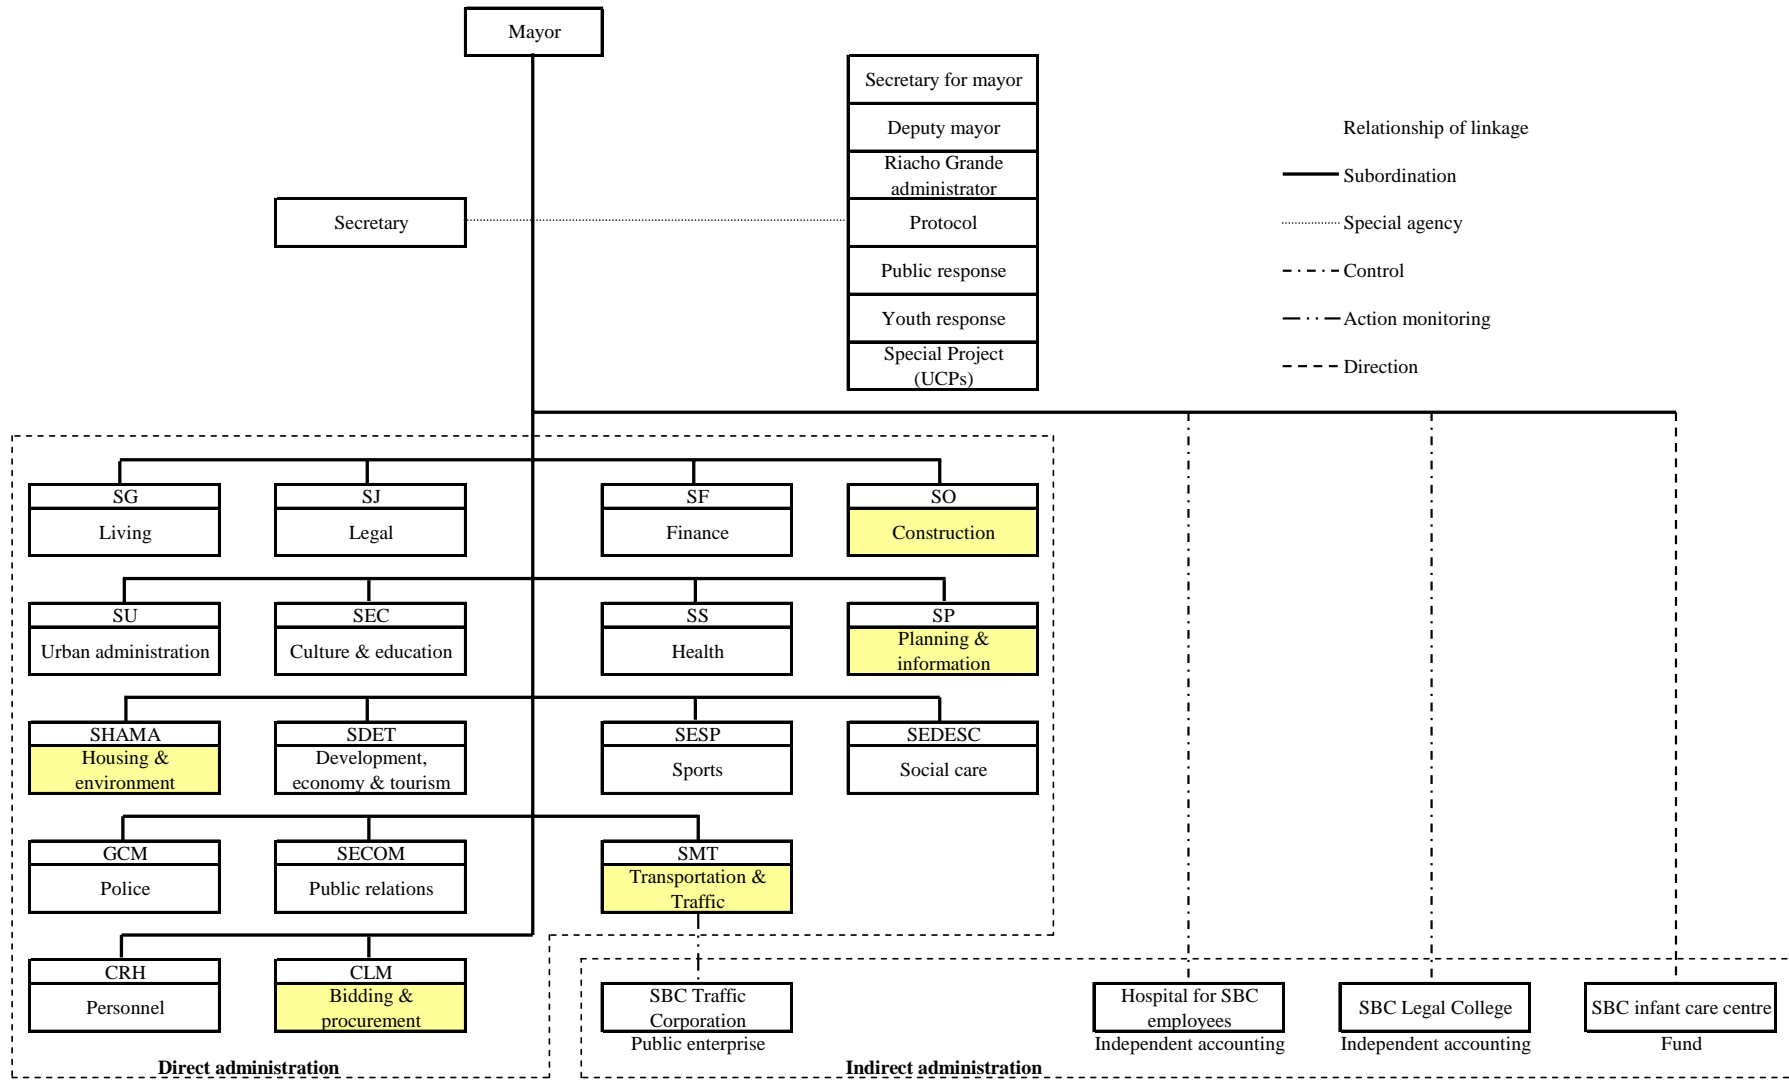 Mayor
Secretary for mayor
Deputy mayor
Riacho Grande
administrator
Secretary
Protocol
Public response
Youth response
Special Project
(UCPs)
Relationship of linkage
Subordination
Special agency
Control
Action monitoring
Direction
SG
Living
SJ
Legal
SF
Finance
SO
Construction
SU
Urban administration
SEC
Culture & education
SS
Health
SP
Planning &
information
SHAMA
Housing &
environment
SDET
Development,
economy & tourism
SESP
Sports
SEDESC
Social care
GCM
Police
SECOM
Public relations
SMT
Transportation &
Traffic
CRH
Personnel
CLM
Bidding &
procurement
SBC Traffic
Corporation
Public enterprise
Hospital for SBC
employees
Independent accounting
SBC Legal College
Independent accounting
SBC infant care centre
Fund
Direct administration
Indirect administration